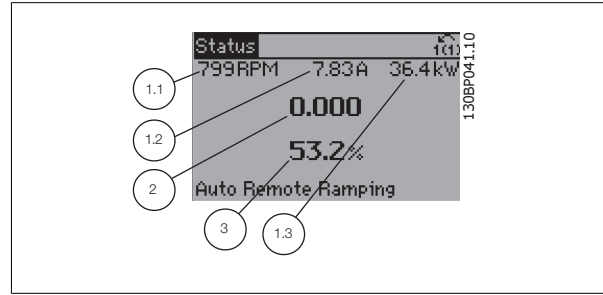 Status 1(1)
799RPM 7.83A 36.4kW
0.000
53.2%
Auto Remote Ramping
1.1
1.2
2
3
1.3
130BP041.10